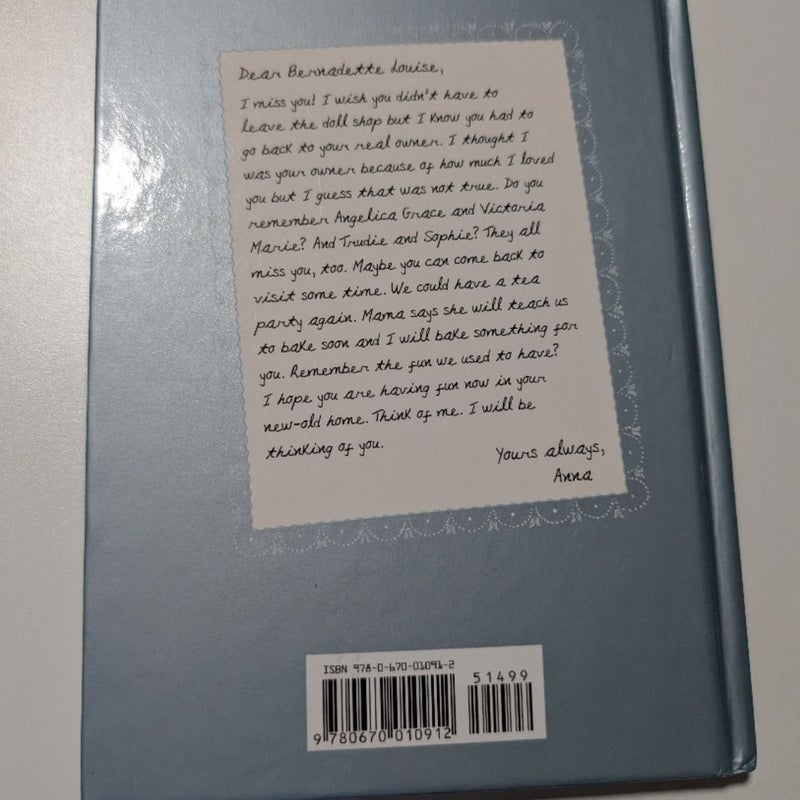 Dear Bernadette Louise,
I miss you! I wish you didn't have to
leave the doll shop but I know you had to
go back to your real owner. I thought I
was your owner because of how much I loved
you but I guess that was not true. Do you
remember Angelica Grace and Victoria
Marie? And Trudie and Sophie? They all
miss you, too. Maybe you can come back to
visit some time. We could have a tea
party again. Mama says she will teach us
to bake soon and I will bake something for
you. Remember the fun we used to have?
I hope you are having fun now in your
new-old home. Think of me. I will be
thinking of you.
Yours always,
Anna
ISBN 978-0-670-01091-2
51499
9 780670 010912